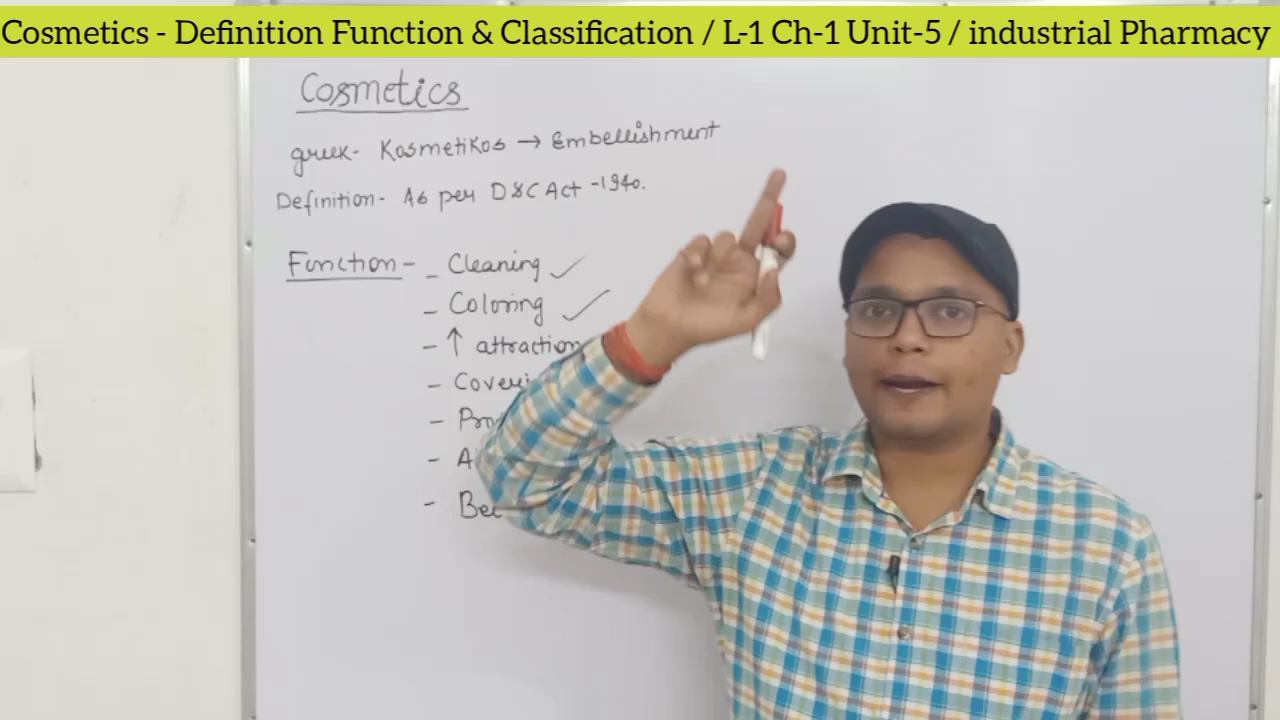 Cosmetics - Definition Function & Classification / L-1 Ch-1 Unit-5 / industrial Pharmacy
Cosmetics
greek- Kosmetikos → Embellishment
Definition- As per D&C Act -1940.
Function- - Cleaning ✓
- Coloring ✓
- ↑ attraction
-
-
-
-